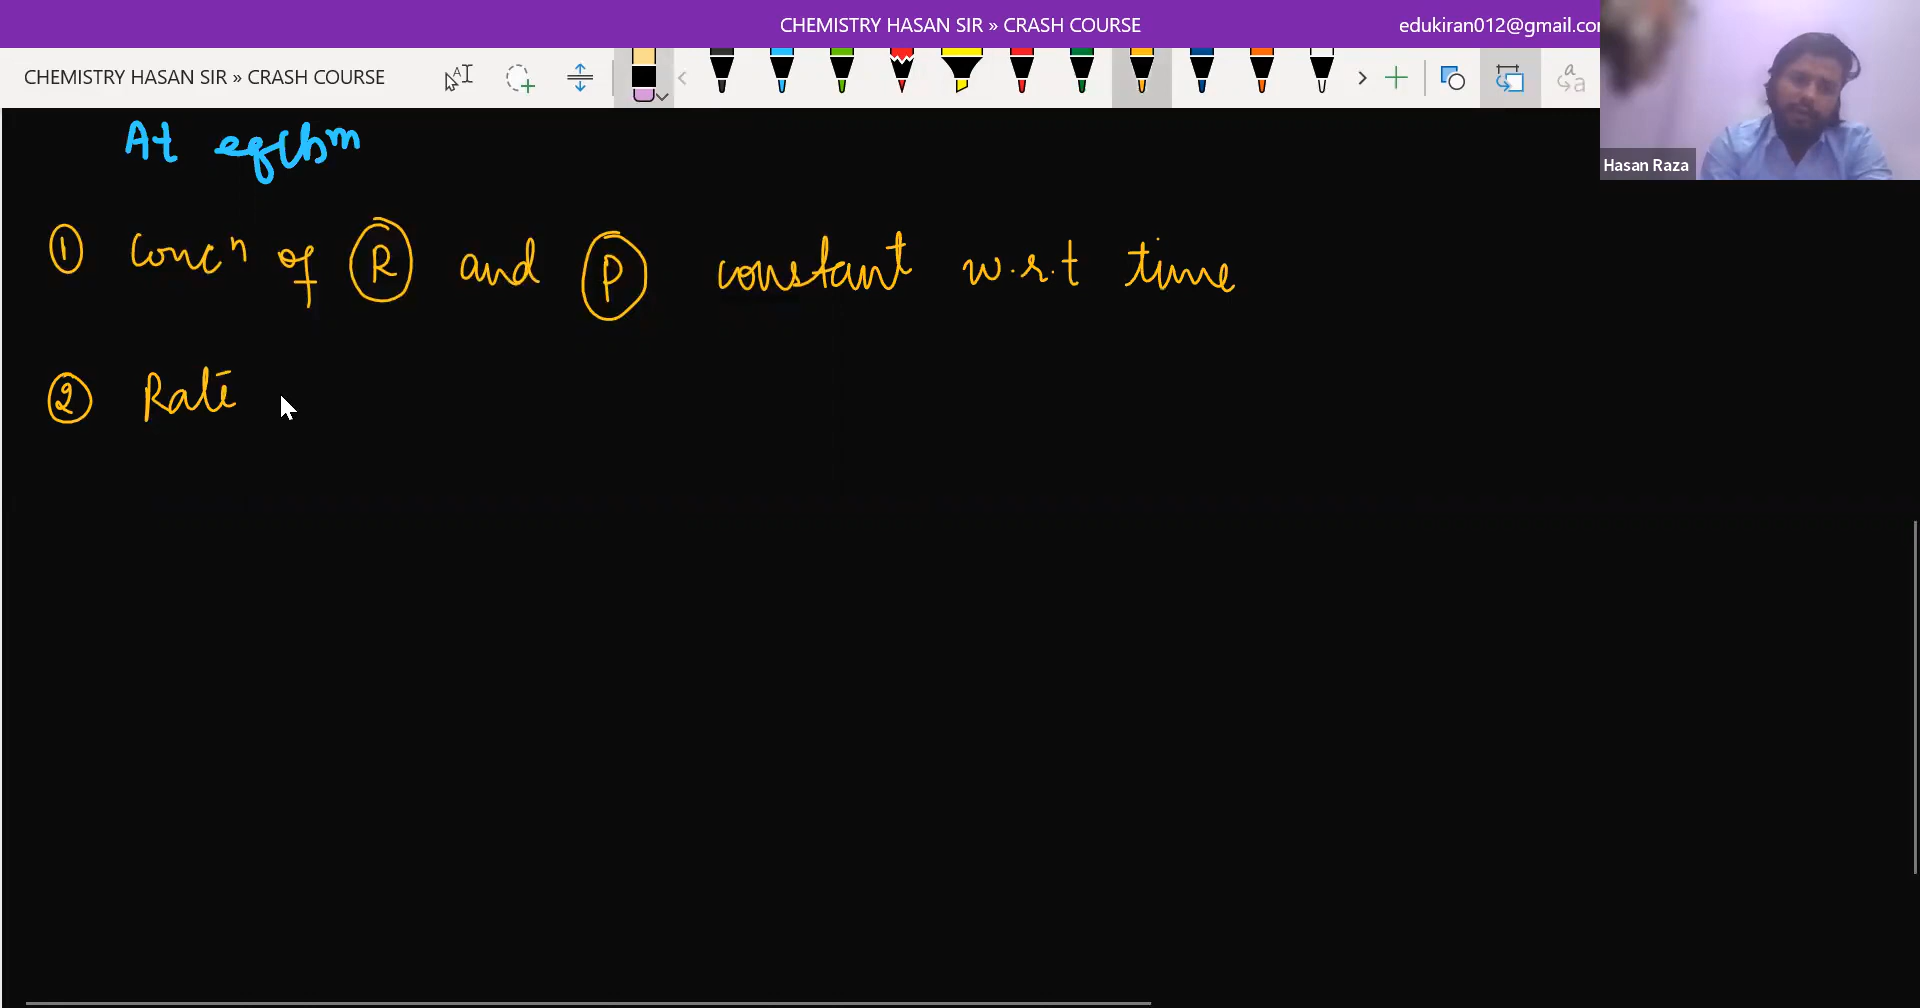 CHEMISTRY HASAN SIR » CRASH COURSE
edukiran012@gmail.co
CHEMISTRY HASAN SIR » CRASH COURSE
Hasan Raza
At eqlbm
① Concⁿ of R and P constant w.r.t time
② Rate